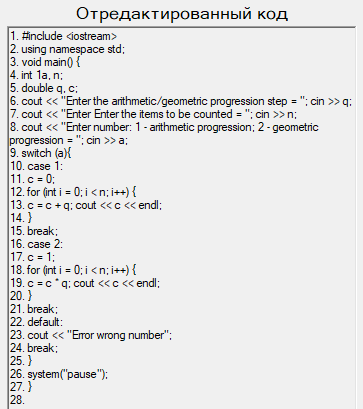 Отредактированный код
1. #include <iostream>
2. using namespace std;
3. void main() {
4. int 1a, n;
5. double q, c;
6. cout << "Enter the arithmetic/geometric progression step = "; cin >> q;
7. cout << "Enter Enter the items to be counted = "; cin >> n;
8. cout << "Enter number: 1 - arithmetic progression; 2 - geometric
progression = "; cin >> a;
9. switch (a){
10. case 1:
11. c = 0;
12. for (int i = 0; i < n; i++) {
13. c = c + q; cout << c << endl;
14. }
15. break;
16. case 2:
17. c = 1;
18. for (int i = 0; i < n; i++) {
19. c = c * q; cout << c << endl;
20. }
21. break;
22. default:
23. cout << "Error wrong number";
24. break;
25. }
26. system("pause");
27. }
28.